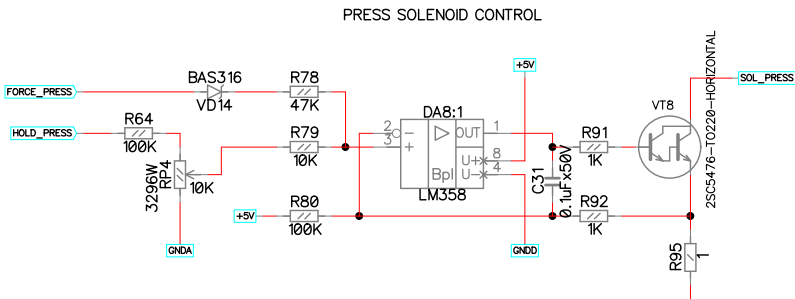 PRESS SOLENOID CONTROL
FORCE_PRESS
BAS316
VD14
R78
47K
+5V
SOL_PRESS
HOLD_PRESS
R64
100K
3296W
RP4
10K
R79
10K
DA8:1
2
3
−
+
OUT
1
U+
8
U−
4
Bpl
LM358
C31
0.1uFx50V
R91
1K
VT8
2SC5476-TO220-HORIZONTAL
+5V
R80
100K
R92
1K
GNDA
GNDD
R95
1